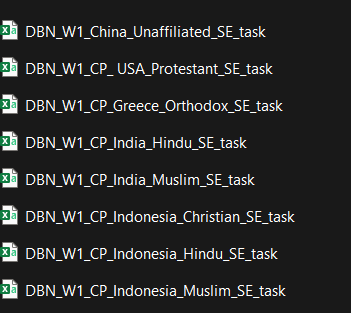 DBN_W1_China_Unaffiliated_SE_task
DBN_W1_CP_ USA_Protestant_SE_task
DBN_W1_CP_Greece_Orthodox_SE_task
DBN_W1_CP_India_Hindu_SE_task
DBN_W1_CP_India_Muslim_SE_task
DBN_W1_CP_Indonesia_Christian_SE_task
DBN_W1_CP_Indonesia_Hindu_SE_task
DBN_W1_CP_Indonesia_Muslim_SE_task